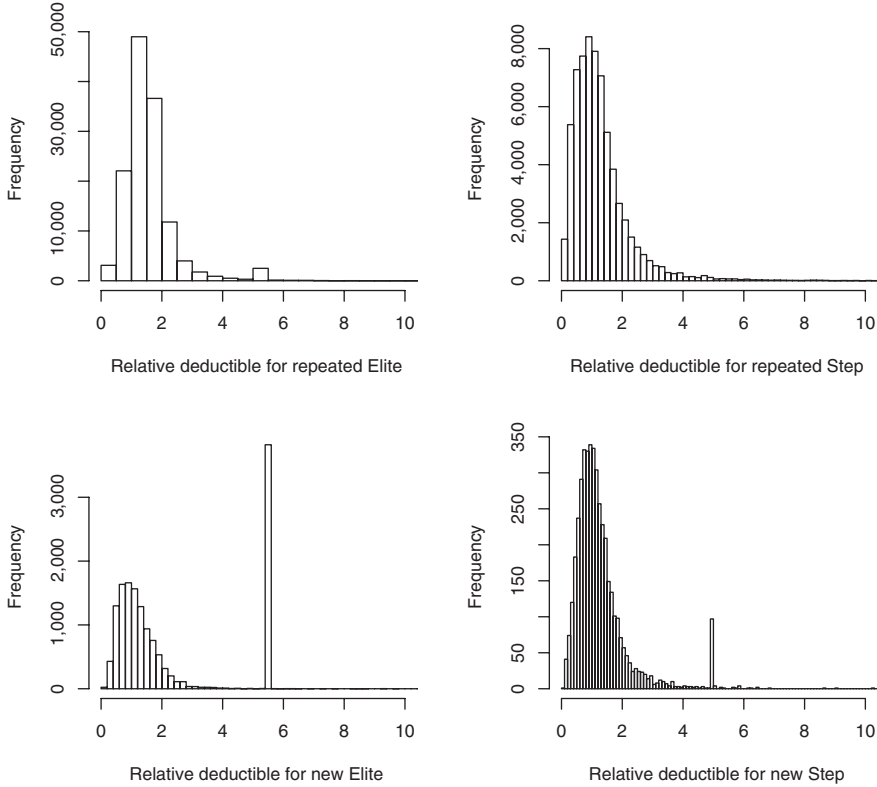 Frequency
50,000
30,000
10,000
0
0 2 4 6 8 10
Relative deductible for repeated Elite
Frequency
8,000
6,000
4,000
2,000
0
0 2 4 6 8 10
Relative deductible for repeated Step
Frequency
3,000
2,000
1,000
0
0 2 4 6 8 10
Relative deductible for new Elite
Frequency
350
250
150
50
0
0 2 4 6 8 10
Relative deductible for new Step